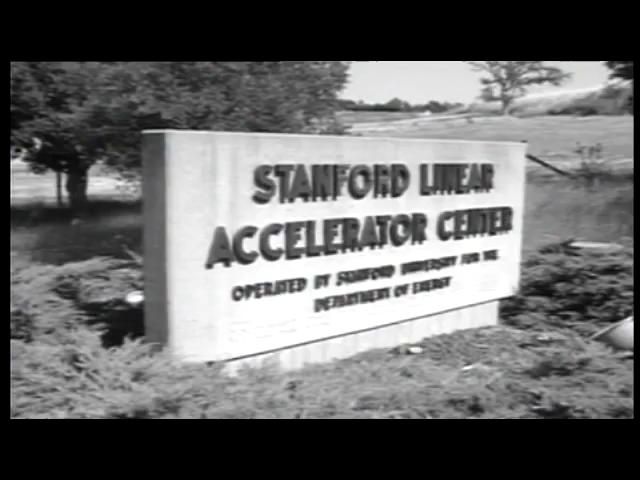 STANFORD LINEAR
ACCELERATOR CENTER
OPERATED BY STANFORD UNIVERSITY FOR THE
DEPARTMENT OF ENERGY